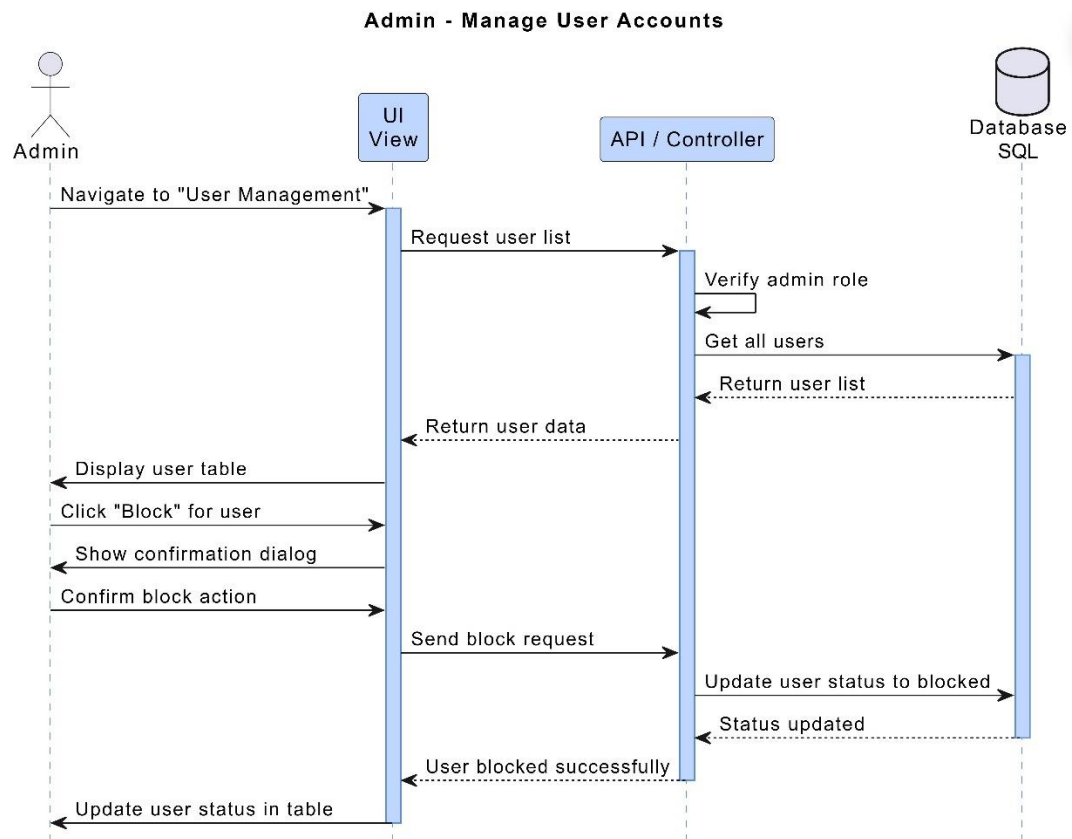 Admin - Manage User Accounts
Admin
UI
View
API / Controller
Database
SQL
Navigate to "User Management"
Request user list
Verify admin role
Get all users
Return user list
Return user data
Display user table
Click "Block" for user
Show confirmation dialog
Confirm block action
Send block request
Update user status to blocked
Status updated
User blocked successfully
Update user status in table